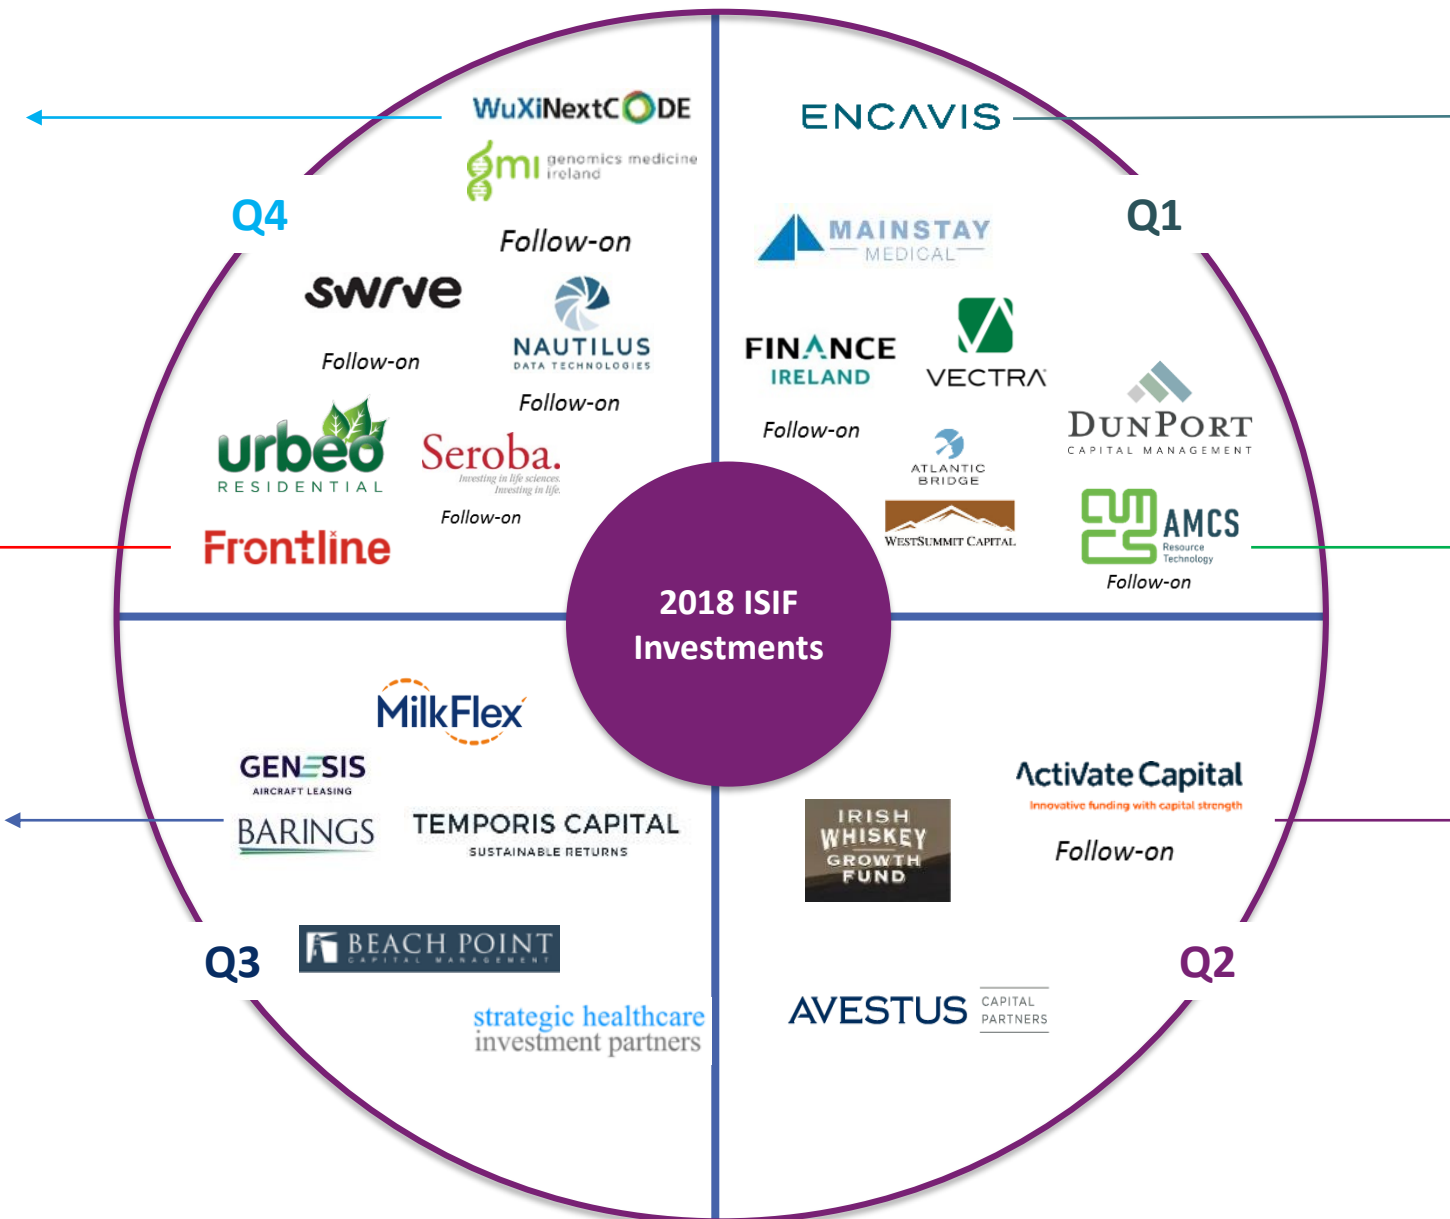 WuXiNextCODE
gmi genomics medicine
ireland
Follow-on
Q4
swrve
Follow-on
NAUTILUS
DATA TECHNOLOGIES
Follow-on
urbeo
RESIDENTIAL
Seroba.
Investing in life sciences.
Investing in life.
Follow-on
Frontline
ENCAVIS
Q1
MAINSTAY
MEDICAL
FINANCE
IRELAND
Follow-on
VECTRA
DUNPORT
CAPITAL MANAGEMENT
ATLANTIC
BRIDGE
WESTSUMMIT CAPITAL
AMCS
Resource
Technology
Follow-on
2018 ISIF
Investments
MilkFlex
GENESIS
AIRCRAFT LEASING
BARINGS
TEMPORIS CAPITAL
SUSTAINABLE RETURNS
Q3
BEACH POINT
CAPITAL MANAGEMENT
strategic healthcare
investment partners
Activate Capital
Innovative funding with capital strength
Follow-on
IRISH
WHISKEY
GROWTH
FUND
Q2
AVESTUS CAPITAL
PARTNERS